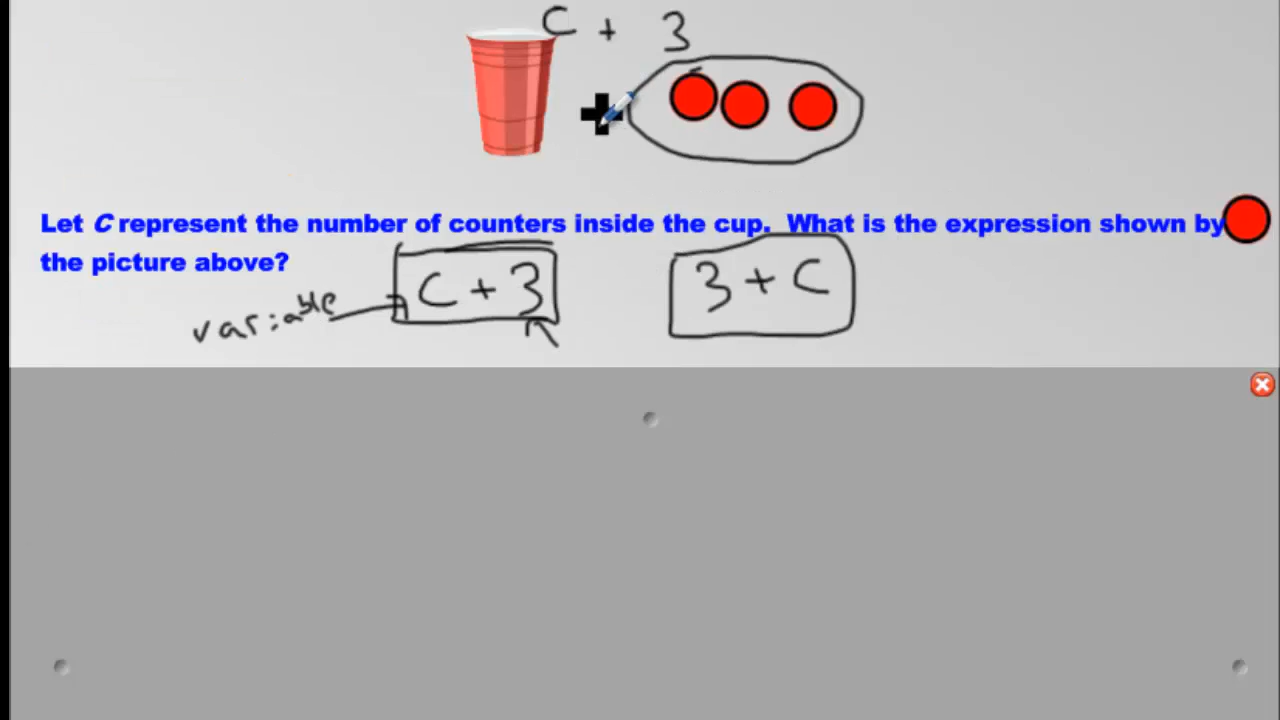 C + 3
Let C represent the number of counters inside the cup. What is the expression shown by
the picture above?
C + 3
3 + C
variable